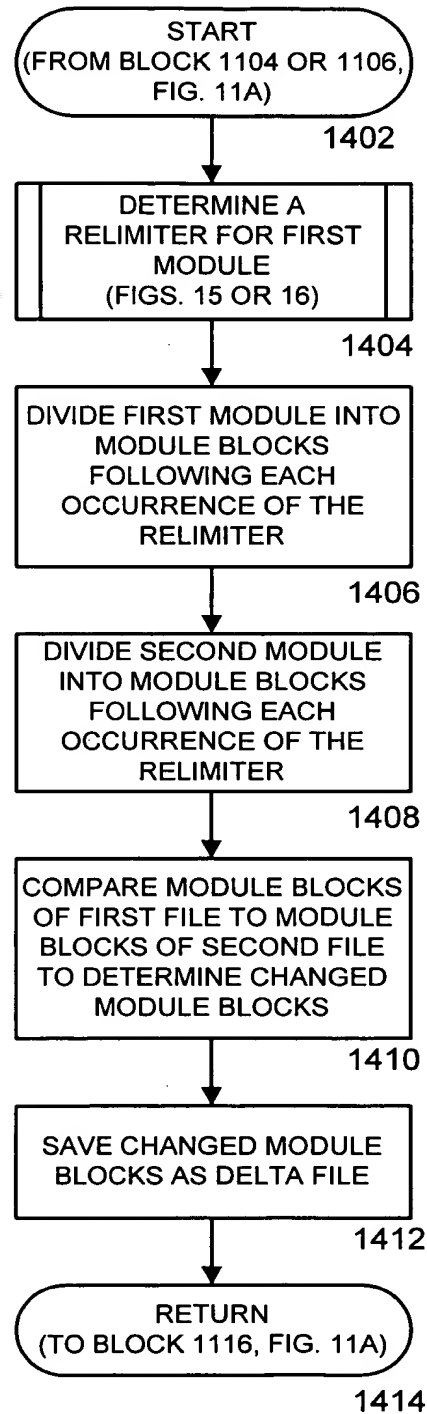 START
(FROM BLOCK 1104 OR 1106,
FIG. 11A)
1402
DETERMINE A
RELIMITER FOR FIRST
MODULE
(FIGS. 15 OR 16)
1404
DIVIDE FIRST MODULE INTO
MODULE BLOCKS
FOLLOWING EACH
OCCURRENCE OF THE
RELIMITER
1406
DIVIDE SECOND MODULE
INTO MODULE BLOCKS
FOLLOWING EACH
OCCURRENCE OF THE
RELIMITER
1408
COMPARE MODULE BLOCKS
OF FIRST FILE TO MODULE
BLOCKS OF SECOND FILE
TO DETERMINE CHANGED
MODULE BLOCKS
1410
SAVE CHANGED MODULE
BLOCKS AS DELTA FILE
1412
RETURN
(TO BLOCK 1116, FIG. 11A)
1414